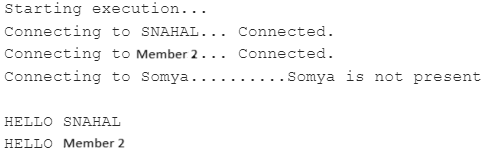 Starting execution...
Connecting to SNAHAL... Connected.
Connecting to Member 2... Connected.
Connecting to Somya..........Somya is not present
HELLO SNAHAL
HELLO Member 2